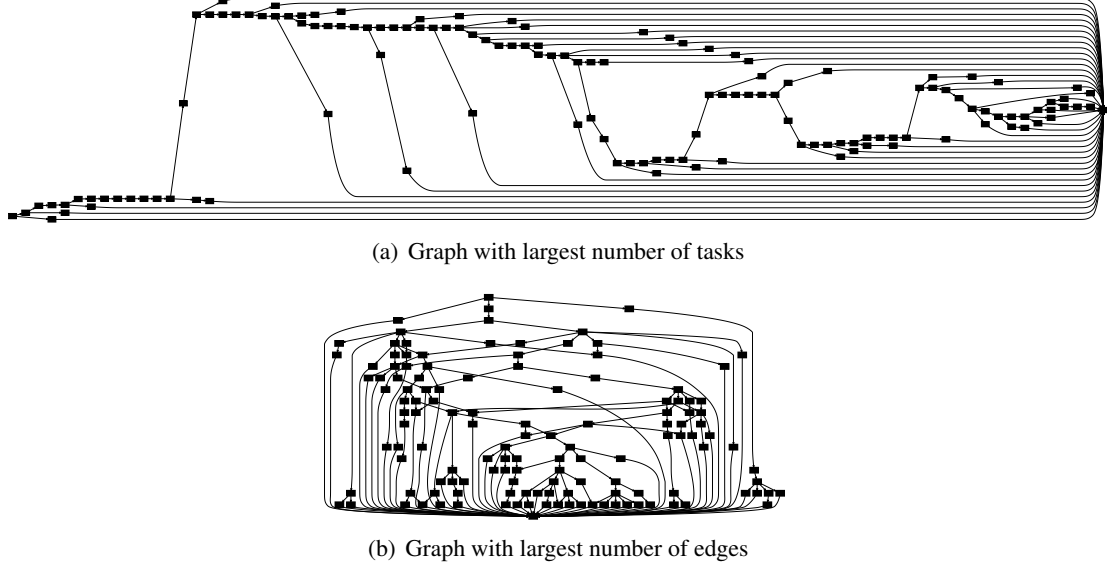 (a) Graph with largest number of tasks
(b) Graph with largest number of edges